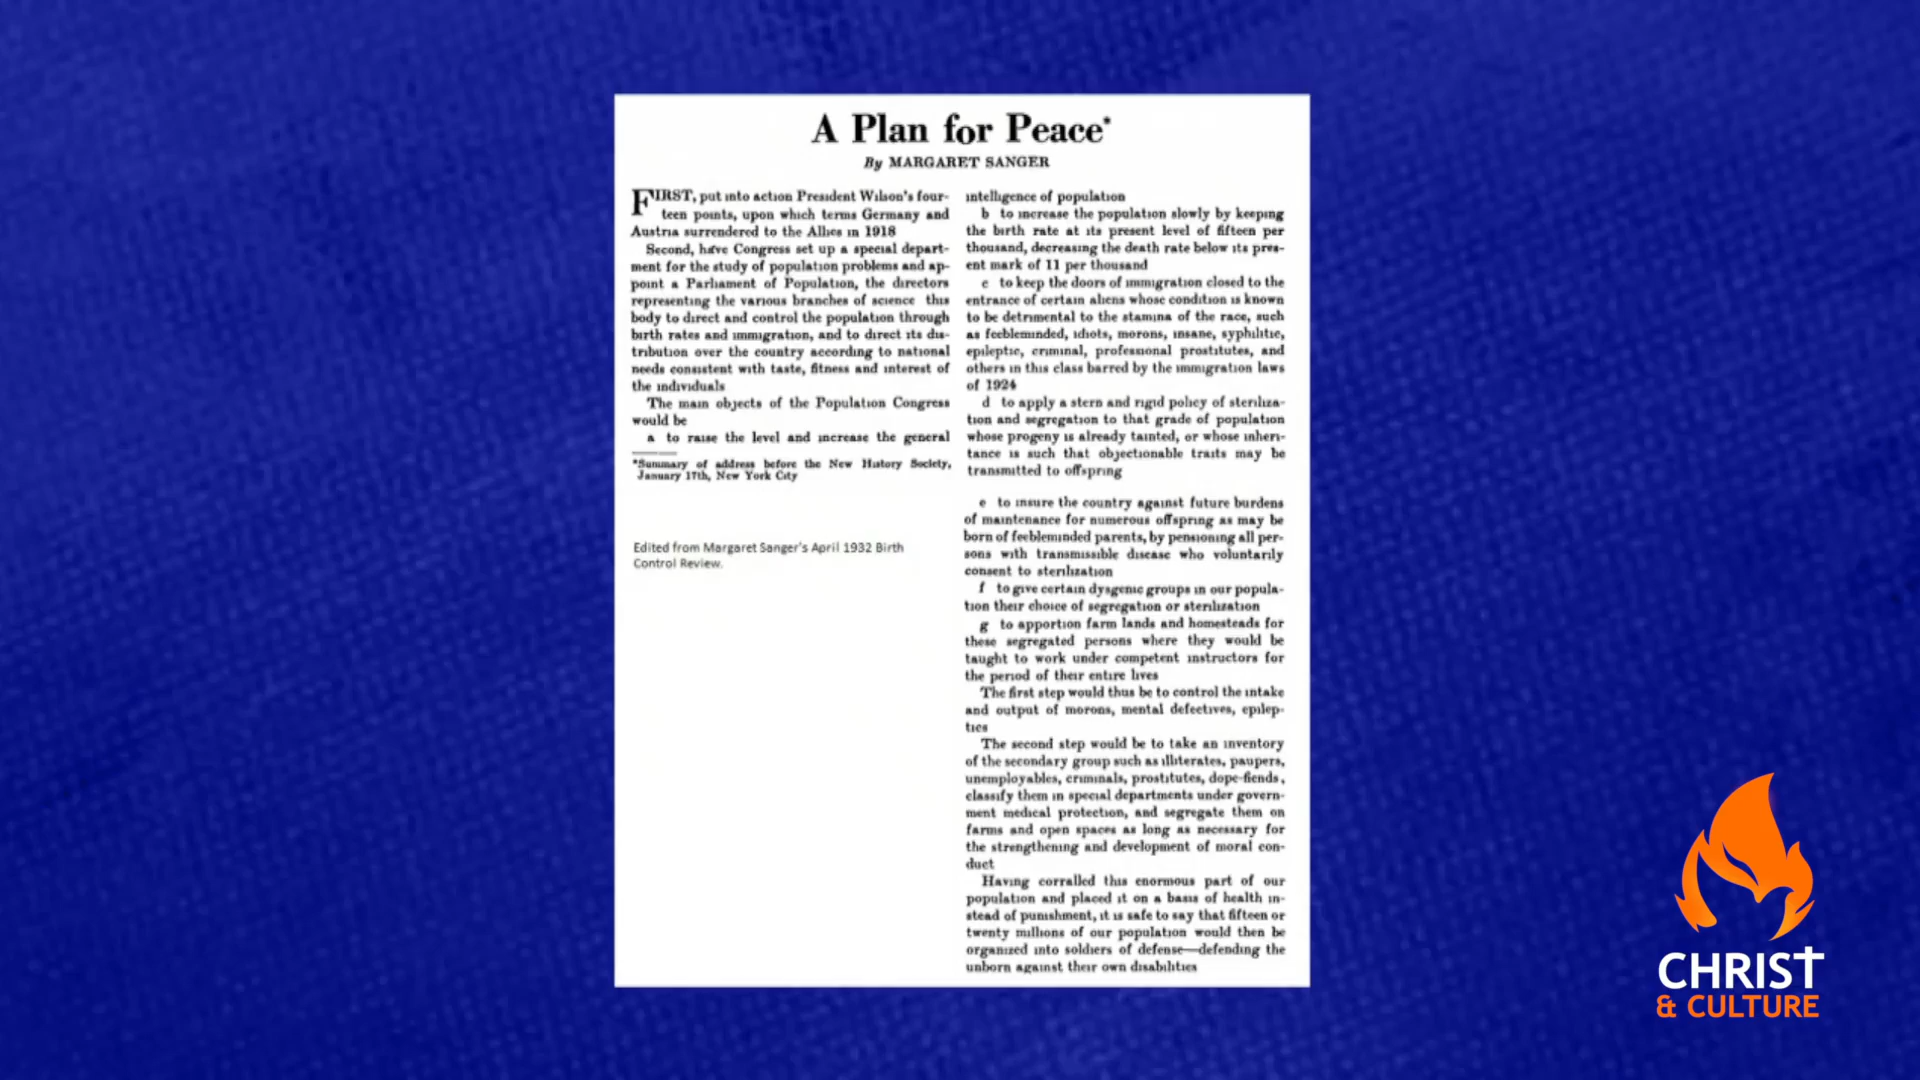 A Plan for Peace*
By MARGARET SANGER
FIRST, put into action President Wilson's four-
teen points, upon which terms Germany and
Austria surrendered to the Allies in 1918
Second, have Congress set up a special depart-
ment for the study of population problems and ap-
point a Parliament of Population, the directors
representing the various branches of science this
body to direct and control the population through
birth rates and immigration, and to direct its dis-
tribution over the country according to national
needs consistent with taste, fitness and interest of
the individuals
The main objects of the Population Congress
would be
a to raise the level and increase the general
*Summary of address before the New History Society,
January 17th, New York City
Edited from Margaret Sanger's April 1932 Birth
Control Review.
intelligence of population
b to increase the population slowly by keeping
the birth rate at its present level of fifteen per
thousand, decreasing the death rate below its pres-
ent mark of 11 per thousand
c to keep the doors of immigration closed to the
entrance of certain aliens whose condition is known
to be detrimental to the stamina of the race, such
as feebleminded, idiots, morons, insane, syphilitic,
epileptic, criminal, professional prostitutes, and
others in this class barred by the immigration laws
of 1924
d to apply a stern and rigid policy of steriliza-
tion and segregation to that grade of population
whose progeny is already tainted, or whose inheri-
tance is such that objectionable traits may be
transmitted to offspring
e to insure the country against future burdens
of maintenance for numerous offspring as may be
born of feebleminded parents, by pensioning all per-
sons with transmissible disease who voluntarily
consent to sterilization
f to give certain dysgenic groups in our popula-
tion their choice of segregation or sterilization
g to apportion farm lands and homesteads for
these segregated persons where they would be
taught to work under competent instructors for
the period of their entire lives
The first step would thus be to control the intake
and output of morons, mental defectives, epilep-
tics
The second step would be to take an inventory
of the secondary group such as illiterates, paupers,
unemployables, criminals, prostitutes, dope-fiends,
classify them in special departments under govern-
ment medical protection, and segregate them on
farms and open spaces as long as necessary for
the strengthening and development of moral con-
duct
Having corralled this enormous part of our
population and placed it on a basis of health in-
stead of punishment, it is safe to say that fifteen or
twenty millions of our population would then be
organized into soldiers of defense—defending the
unborn against their own disabilities
CHRIST
& CULTURE